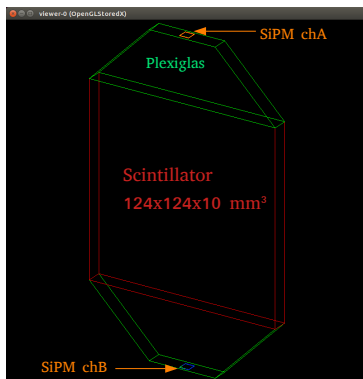 viewer-0 (OpenGLStoredX)
SiPM chA
Plexiglas
Scintillator
124x124x10 mm³
SiPM chB